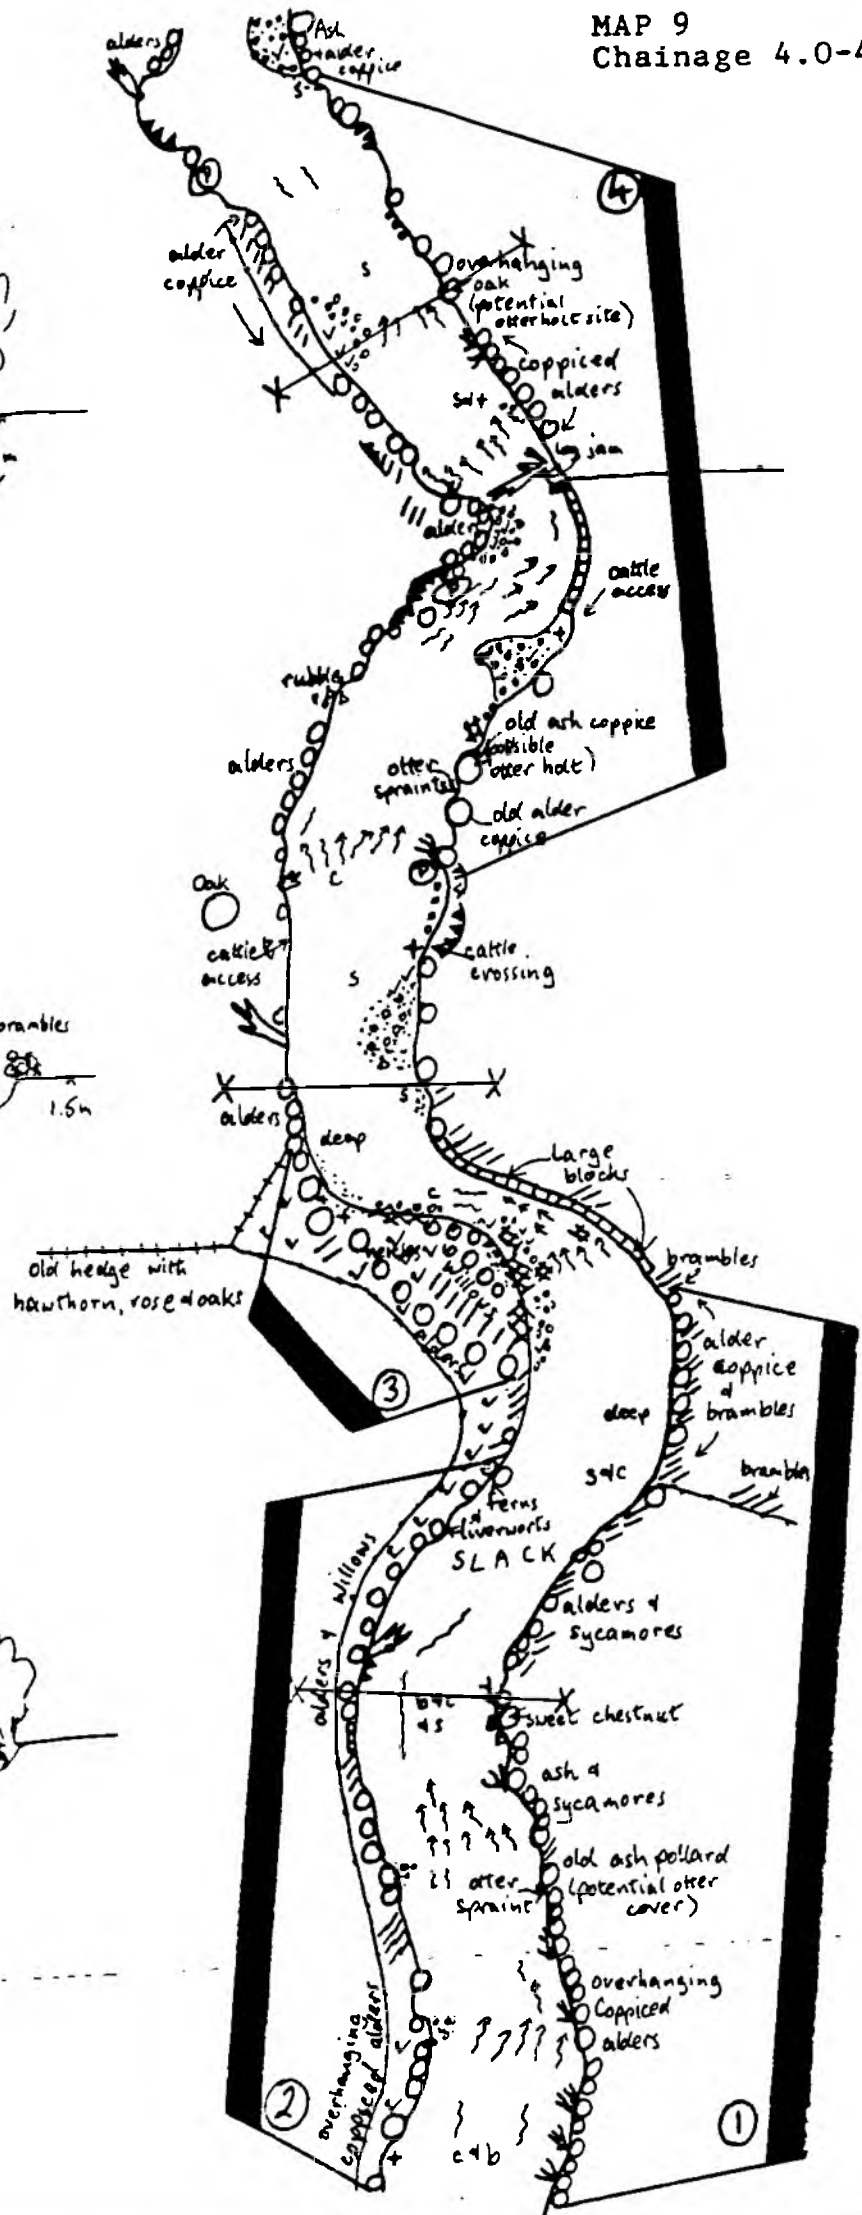 MAP 9
Chainage 4.0-4
alders
Ash
+ alder
coppice
S
4
alder
coppice
S
overhanging
oak
(potential
otter holt site)
coppiced
alders
log jam
alder
cattle
access
rubble
alders
old ash coppice
(possible
otter holt)
otter
spraints
old alder
coppice
C
Oak
cattle
access
cattle
crossing
S
brambles
1.5m
alders
S
deep
large
blocks
C
Old hedge with
hawthorn, rose & oaks
nettles
willows
alders
brambles
alder
coppice
&
brambles
3
deep
brambles
S&C
ferns
&
liverworts
SLACK
alders & willows
alders &
sycamores
b&c
& s
sweet chestnut
ash &
sycamores
old ash pollard
(potential otter
cover)
otter
spraint
overhanging
coppiced
alders
overhanging
coppiced alders
2
c&b
1